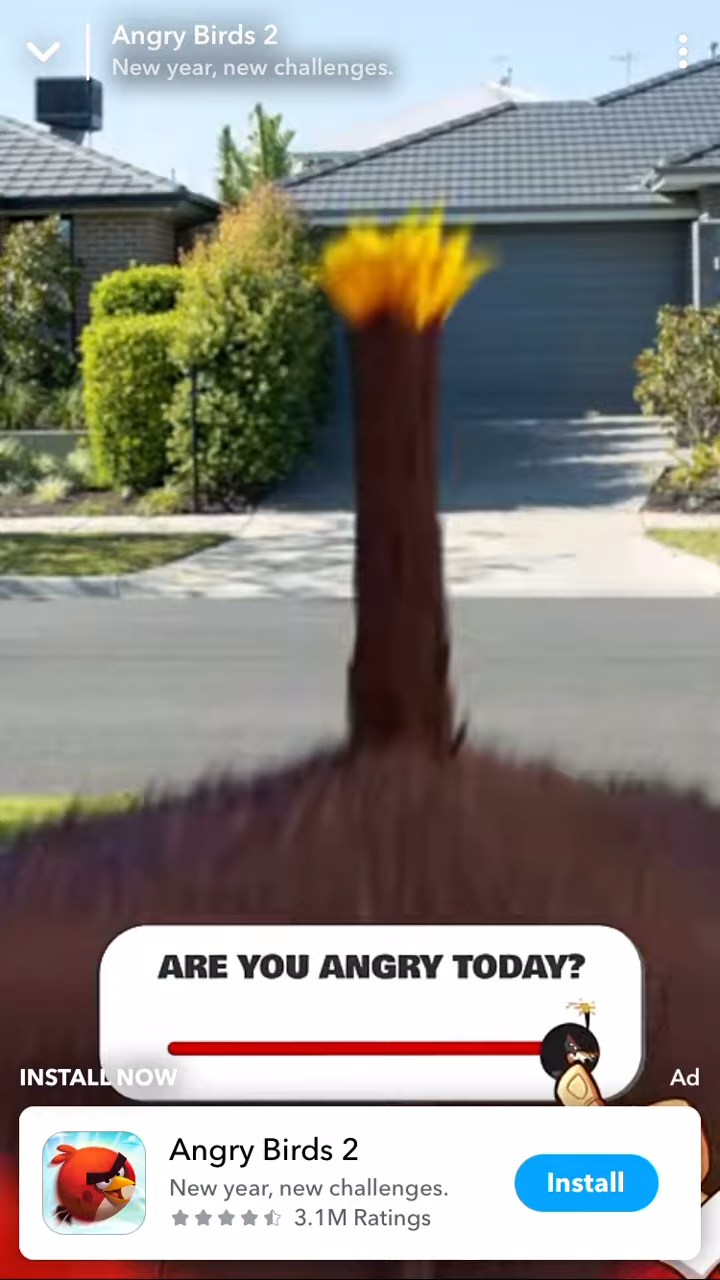 Angry Birds 2
New year, new challenges.
ARE YOU ANGRY TODAY?
INSTALL NOW
Ad
Angry Birds 2
New year, new challenges.
Install
3.1M Ratings